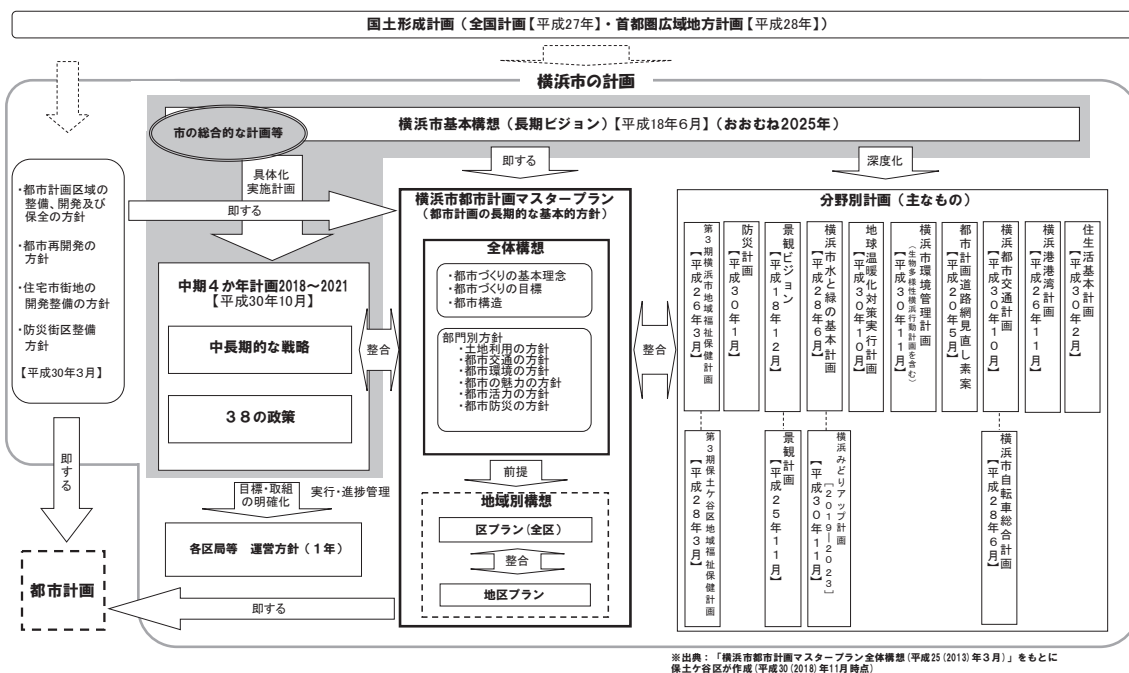 国土形成計画（全国計画【平成27年】・首都圏広域地方計画【平成28年】）
横浜市の計画
市の総合的な計画等
横浜市基本構想（長期ビジョン）【平成18年6月】（おおむね2025年）
具体化
実施計画
即する
深度化
・都市計画区域の
整備、開発及び
保全の方針
・都市再開発の
方針
・住宅市街地の
開発整備の方針
・防災街区整備
方針
【平成30年3月】
即する
中期４か年計画2018～2021
【平成30年10月】
中長期的な戦略
３８の政策
整合
横浜市都市計画マスタープラン
（都市計画の長期的な基本的方針）
全体構想
・都市づくりの基本理念
・都市づくりの目標
・都市構造
部門別方針
・土地利用の方針
・都市交通の方針
・都市環境の方針
・都市の魅力の方針
・都市活力の方針
・都市防災の方針
整合
分野別計画（主なもの）
第３期横浜市地域福祉保健計画
【平成２６年３月】
防災計画
【平成３０年１月】
景観ビジョン
【平成１８年１２月】
横浜市水と緑の基本計画
【平成２８年６月】
地球温暖化対策実行計画
【平成３０年１０月】
横浜市環境管理計画
（生物多様性横浜行動計画を含む）
【平成３０年１１月】
都市計画道路網見直し素案
【平成２０年５月】
横浜都市交通計画
【平成３０年１０月】
横浜港港湾計画
【平成２６年１１月】
住生活基本計画
【平成３０年２月】
第３期保土ケ谷区地域福祉保健計画
【平成２８年３月】
景観計画
【平成２５年１１月】
横浜みどりアップ計画
［２０１９―２０２３］
【平成３０年１１月】
横浜市自転車総合計画
【平成２８年６月】
即する
目標・取組
の明確化
実行・進捗管理
前提
地域別構想
区プラン(全区)
整合
地区プラン
各区局等　運営方針（１年）
都市計画
即する
※出典：「横浜市都市計画マスタープラン全体構想(平成25(2013)年３月)」をもとに
保土ケ谷区が作成(平成30(2018)年11月時点)